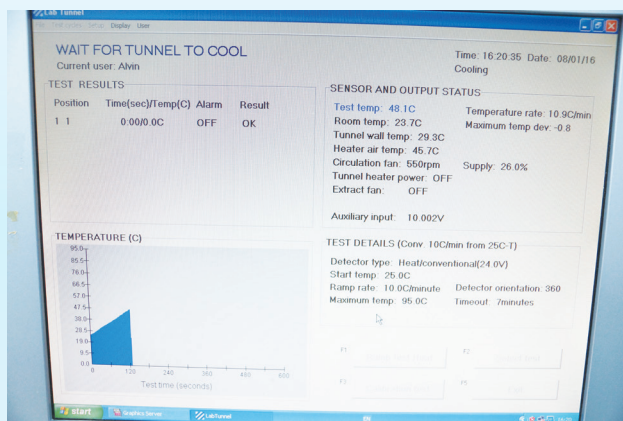 Lab Tunnel
Display User
WAIT FOR TUNNEL TO COOL
Current user: Alvin
Time: 16:20:35 Date: 08/01/16
Cooling
TEST RESULTS
Position Time(sec)/Temp(C) Alarm Result
1 1 0:00/0.0C OFF OK
SENSOR AND OUTPUT STATUS
Test temp: 48.1C Temperature rate: 10.9C/min
Room temp: 23.7C Maximum temp dev: -0.8
Tunnel wall temp: 29.3C
Heater air temp: 45.7C
Circulation fan: 550rpm Supply: 26.0%
Tunnel heater power: OFF
Extract fan: OFF
Auxiliary input: 10.002V
TEMPERATURE (C)
95.0
85.5
76.0
66.5
57.0
47.5
38.0
28.5
19.0
9.5
0.0
0 120 240 360 480 600
Test time (seconds)
TEST DETAILS (Conv 10C/min from 25C-T)
Detector type: Heat/conventional(24.0V)
Start temp: 25.0C
Ramp rate: 10.0C/minute Detector orientation: 360
Maximum temp: 95.0C Timeout: 7minutes
F1
F2
F3
F5
start Graphics Server LabTunnel